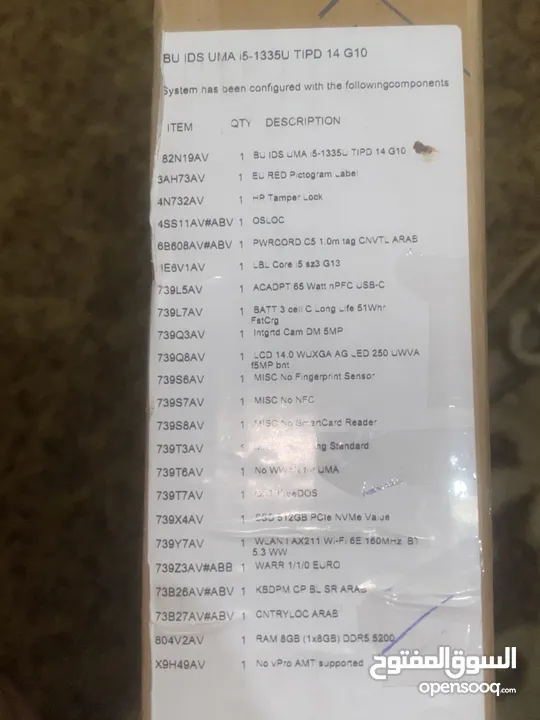 BU IDS UMA i5-1335U TIPD 14 G10
System has been configured with the followingcomponents
ITEM QTY DESCRIPTION
82N19AV 1 BU IDS UMA i5-1335U TIPD 14 G10
3AH73AV 1 EU RED Pictogram Label
4N732AV 1 HP Tamper Lock
4SS11AV#ABV 1 OSLOC
6B608AV#ABV 1 PWRCORD C5 1.0m tag CNVTL ARAB
1 LBL Core i5 sz3 G13
739L5AV 1 ACADPT 65 Watt nPFC USB-C
739L7AV 1 BATT 3 cell C Long Life 51Whr
FstCrg
739Q3AV 1 Intgrtd Cam DM 5MP
739Q8AV 1 LCD 14.0 WUXGA AG LED 250 UWVA
f5MP bnt
739S6AV 1 MISC No Fingerprint Sensor
739S7AV 1 MISC No NFC
739S8AV 1 MISC No SmartCard Reader
739T3AV 1 Standard
739T6AV 1 No WWAN for UMA
739T7AV 1 FreeDOS
739X4AV 1 SSD 512GB PCIe NVMe Value
739Y7AV 1 WLAN I AX211 Wi-Fi 6E 160MHz BT
5.3 WW
739Z3AV#ABB 1 WARR 1/1/0 EURO
73B26AV#ABV 1 KBDPM CP BL SR ARAB
73B27AV#ABV 1 CNTRYLOC ARAB
804V2AV 1 RAM 8GB (1x8GB) DDR5 5200
X9H49AV 1 No vPro AMT supported
السوق المفتوح
opensooq.com